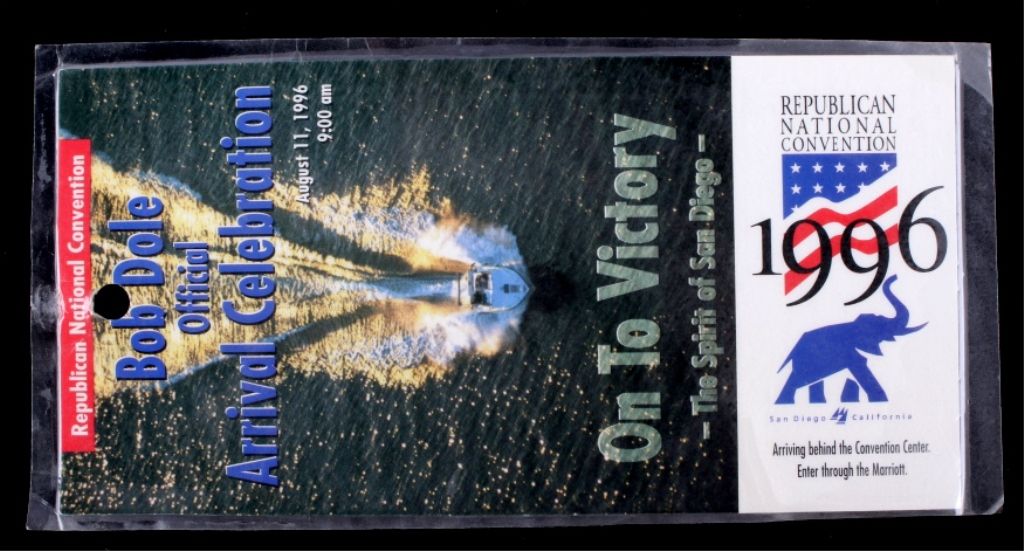 Republican National Convention
Bob Dole
Official
Arrival Celebration
August 11, 1996
9:00 am
On To Victory
– The Spirit of San Diego –
REPUBLICAN
NATIONAL
CONVENTION
1996
San Diego California
Arriving behind the Convention Center.
Enter through the Marriott.